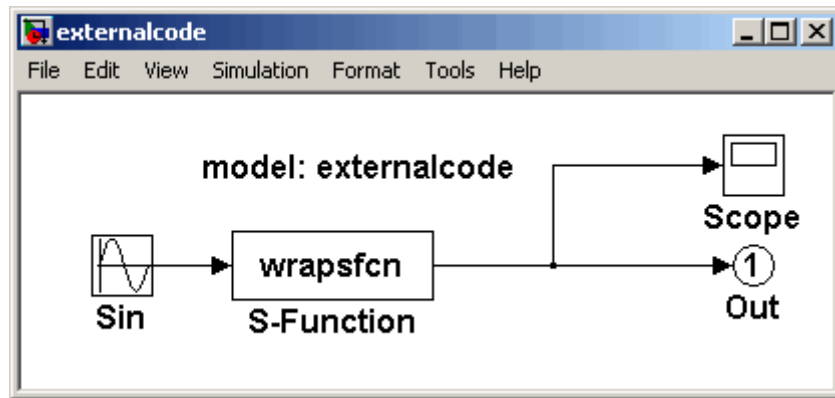 externalcode
File Edit View Simulation Format Tools Help
model: externalcode
Scope
wrapsfcn
1
Sin
S-Function
Out